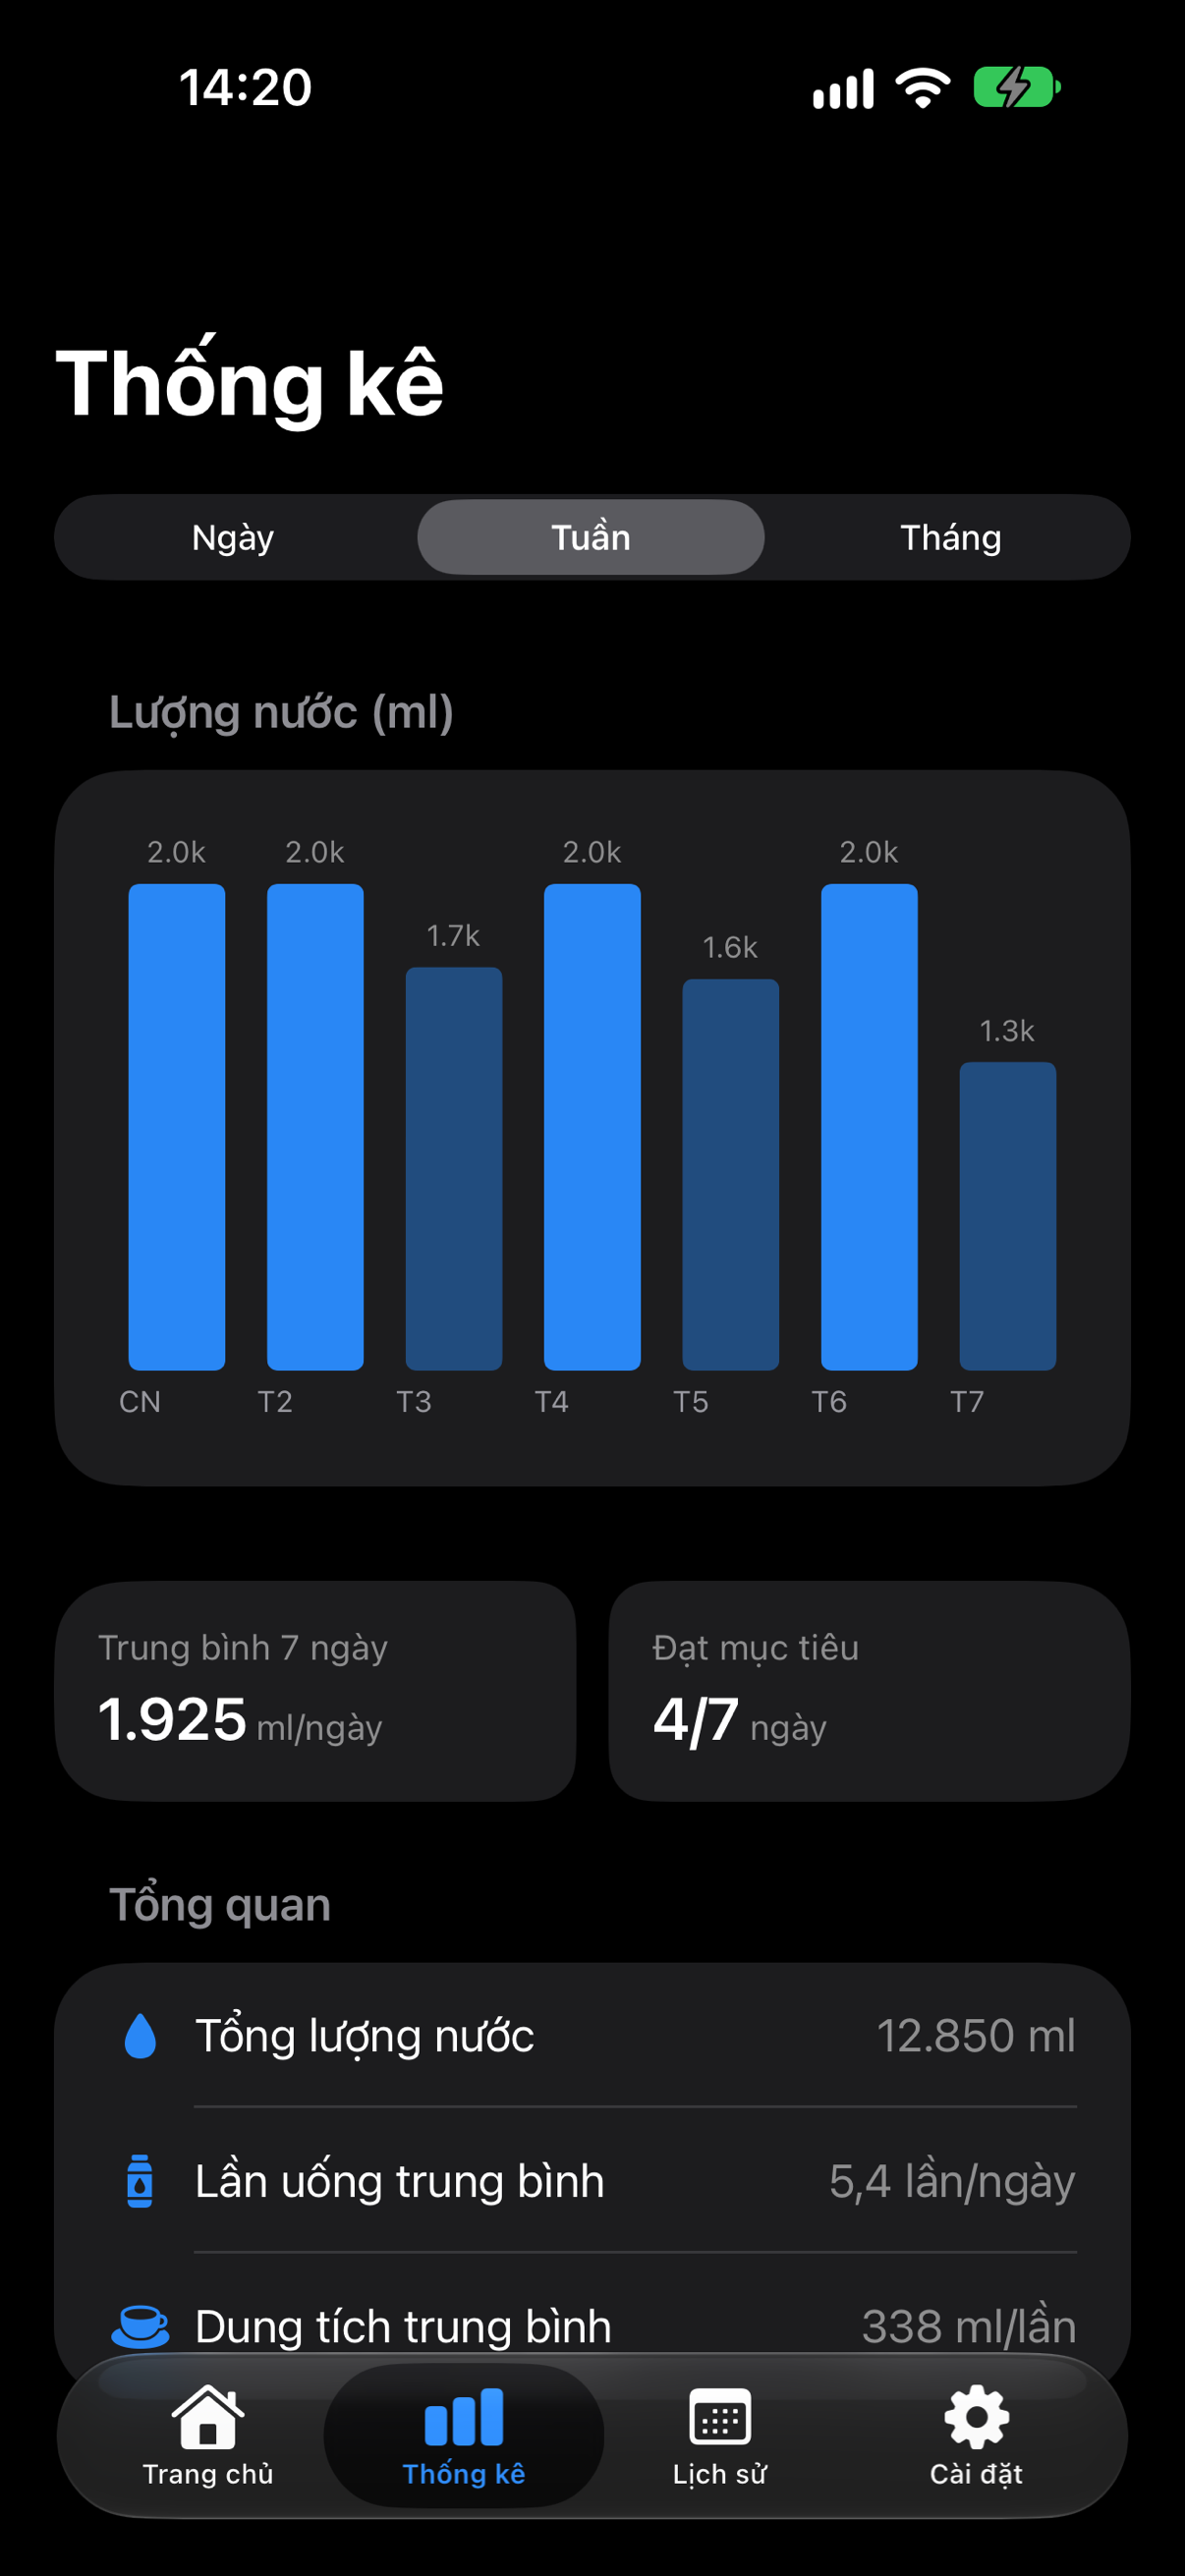 14:20
Thống kê
Ngày Tuần Tháng
Lượng nước (ml)
2.0k 2.0k 1.7k 2.0k 1.6k 2.0k 1.3k
CN T2 T3 T4 T5 T6 T7
Trung bình 7 ngày
1.925 ml/ngày
Đạt mục tiêu
4/7 ngày
Tổng quan
Tổng lượng nước 12.850 ml
Lần uống trung bình 5,4 lần/ngày
Dung tích trung bình 338 ml/lần
Trang chủ Thống kê Lịch sử Cài đặt